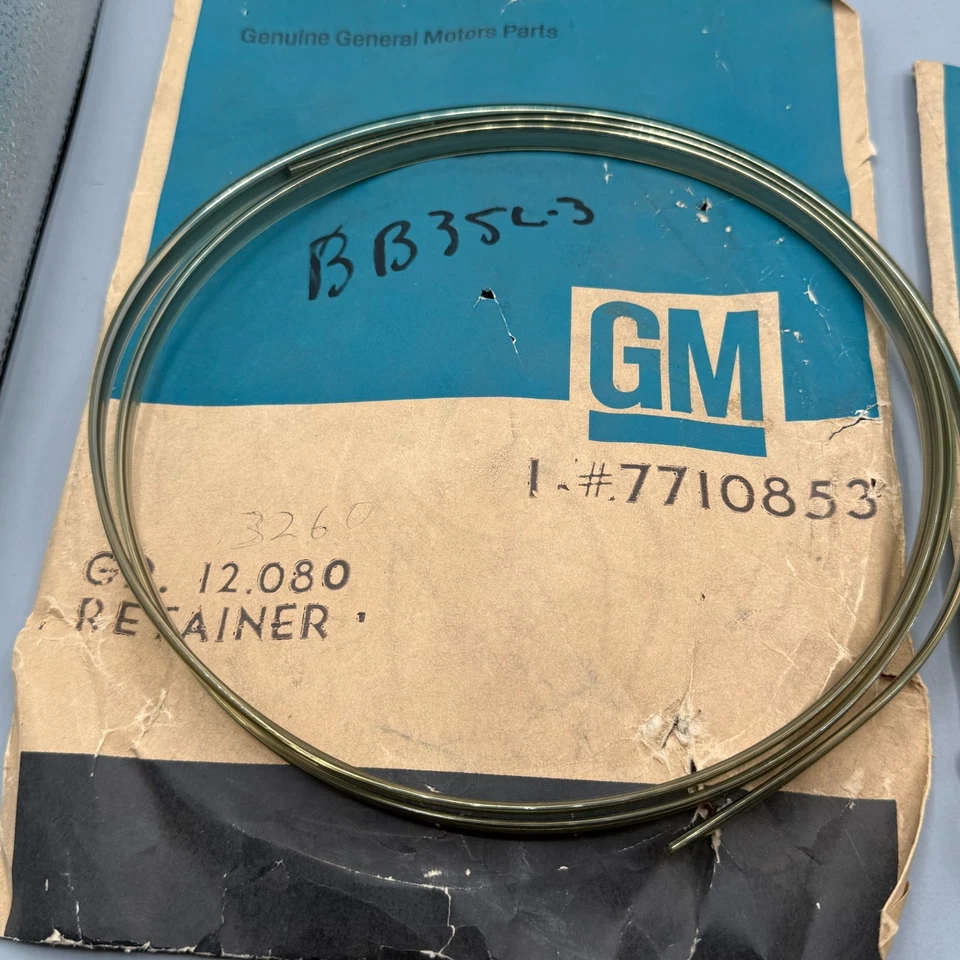 Genuine General Motors Parts
BB35L-3
GM
1.#7710853
3260
GR. 12.080
RETAINER